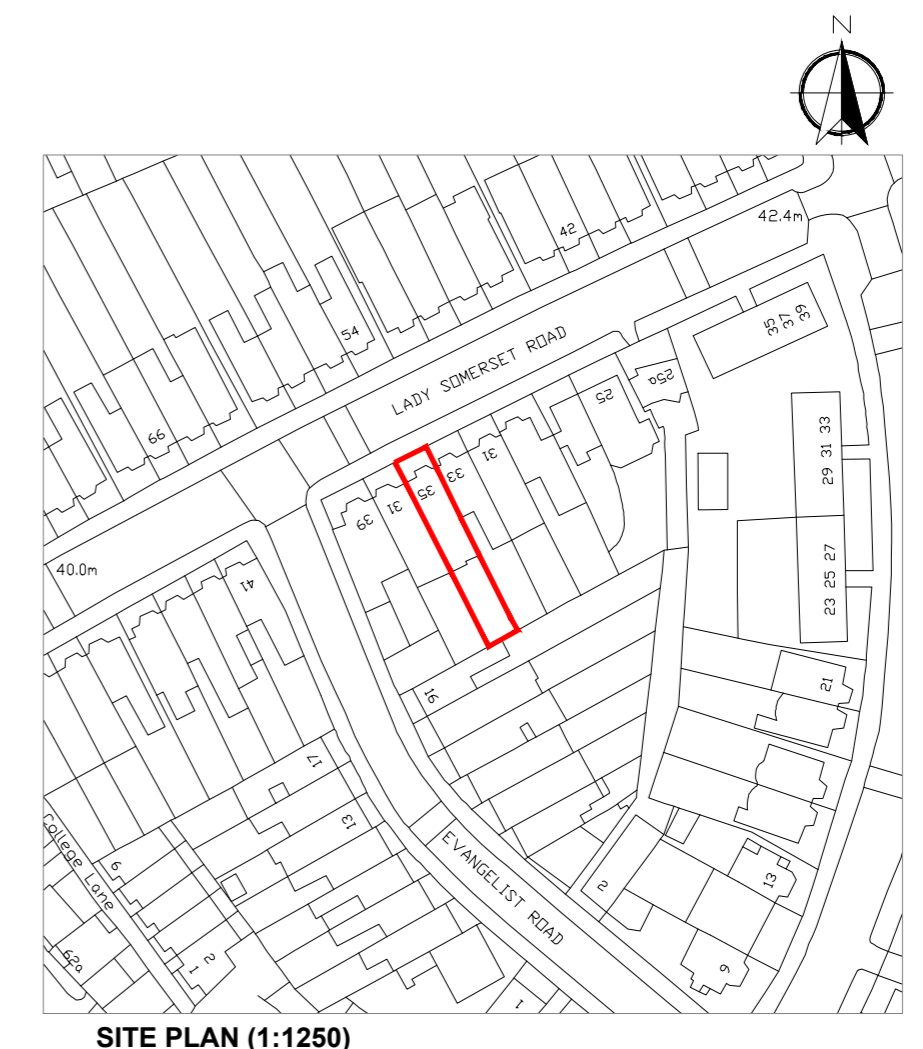 N
42.4m
42
54
66
LADY SOMERSET ROAD
35
37
39
25a
25
31
33
35
31
39
29 31 33
23 25 27
40.0m
41
16
21
17
13
College Lane
6
EVANGELIST ROAD
2
13
9
2
1
62a
1
SITE PLAN (1:1250)